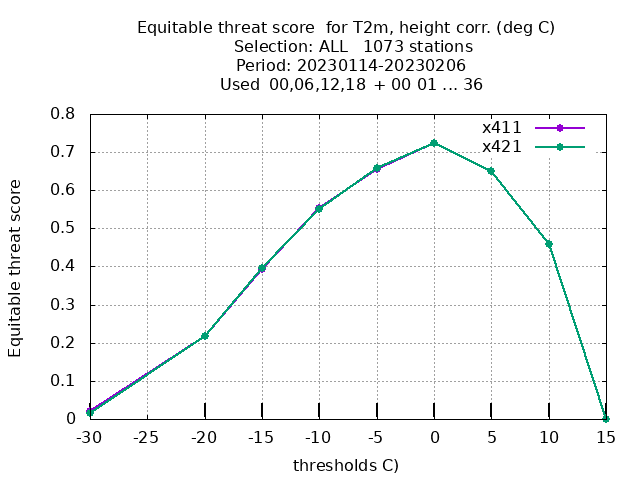 Equitable threat score  for T2m, height corr. (deg C)
Selection: ALL   1073 stations
Period: 20230114-20230206
Used  00,06,12,18  + 00 01 ... 36
x411
x421
Equitable threat score
0.8
0.7
0.6
0.5
0.4
0.3
0.2
0.1
0
-30 -25 -20 -15 -10 -5 0 5 10 15
thresholds C)